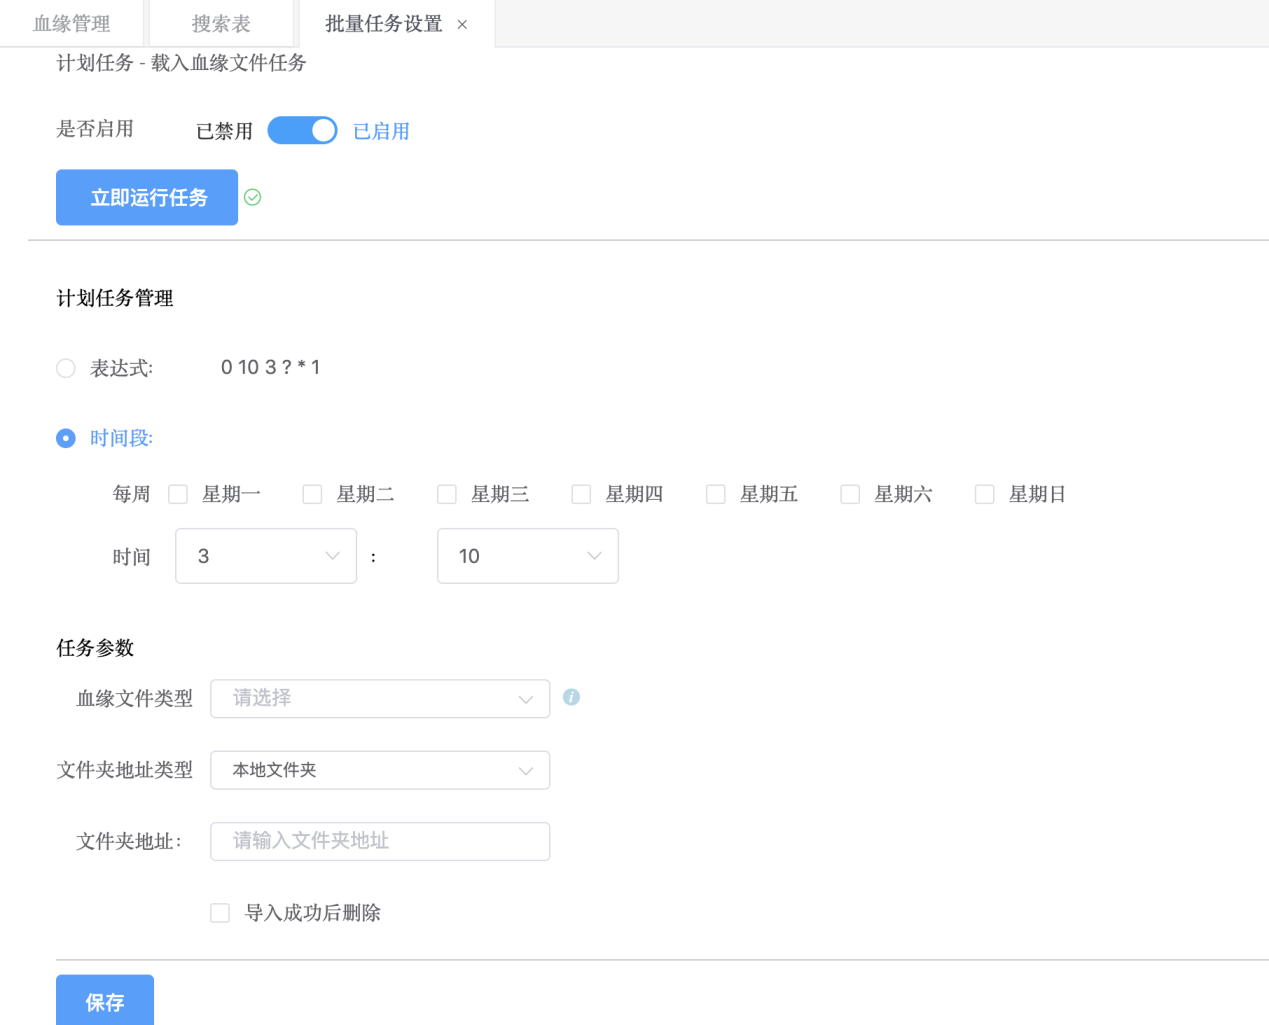 血缘管理 搜索表 批量任务设置 ×
计划任务 - 载入血缘文件任务
是否启用 已禁用 已启用
立即运行任务
计划任务管理
表达式: 0 10 3 ? * 1
时间段:
每周 星期一 星期二 星期三 星期四 星期五 星期六 星期日
时间 3 : 10
任务参数
血缘文件类型 请选择 i
文件夹地址类型 本地文件夹
文件夹地址: 请输入文件夹地址
导入成功后删除
保存